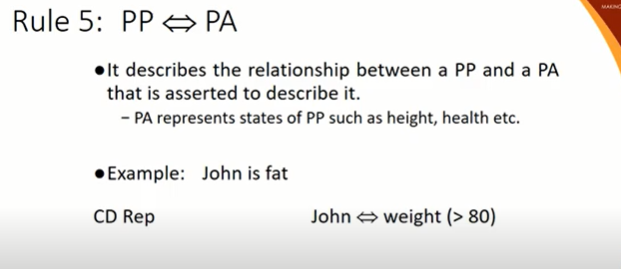 MAKING
Rule 5: PP ⇔ PA
●It describes the relationship between a PP and a PA
that is asserted to describe it.
– PA represents states of PP such as height, health etc.
●Example: John is fat
CD Rep John ⇔ weight (> 80)